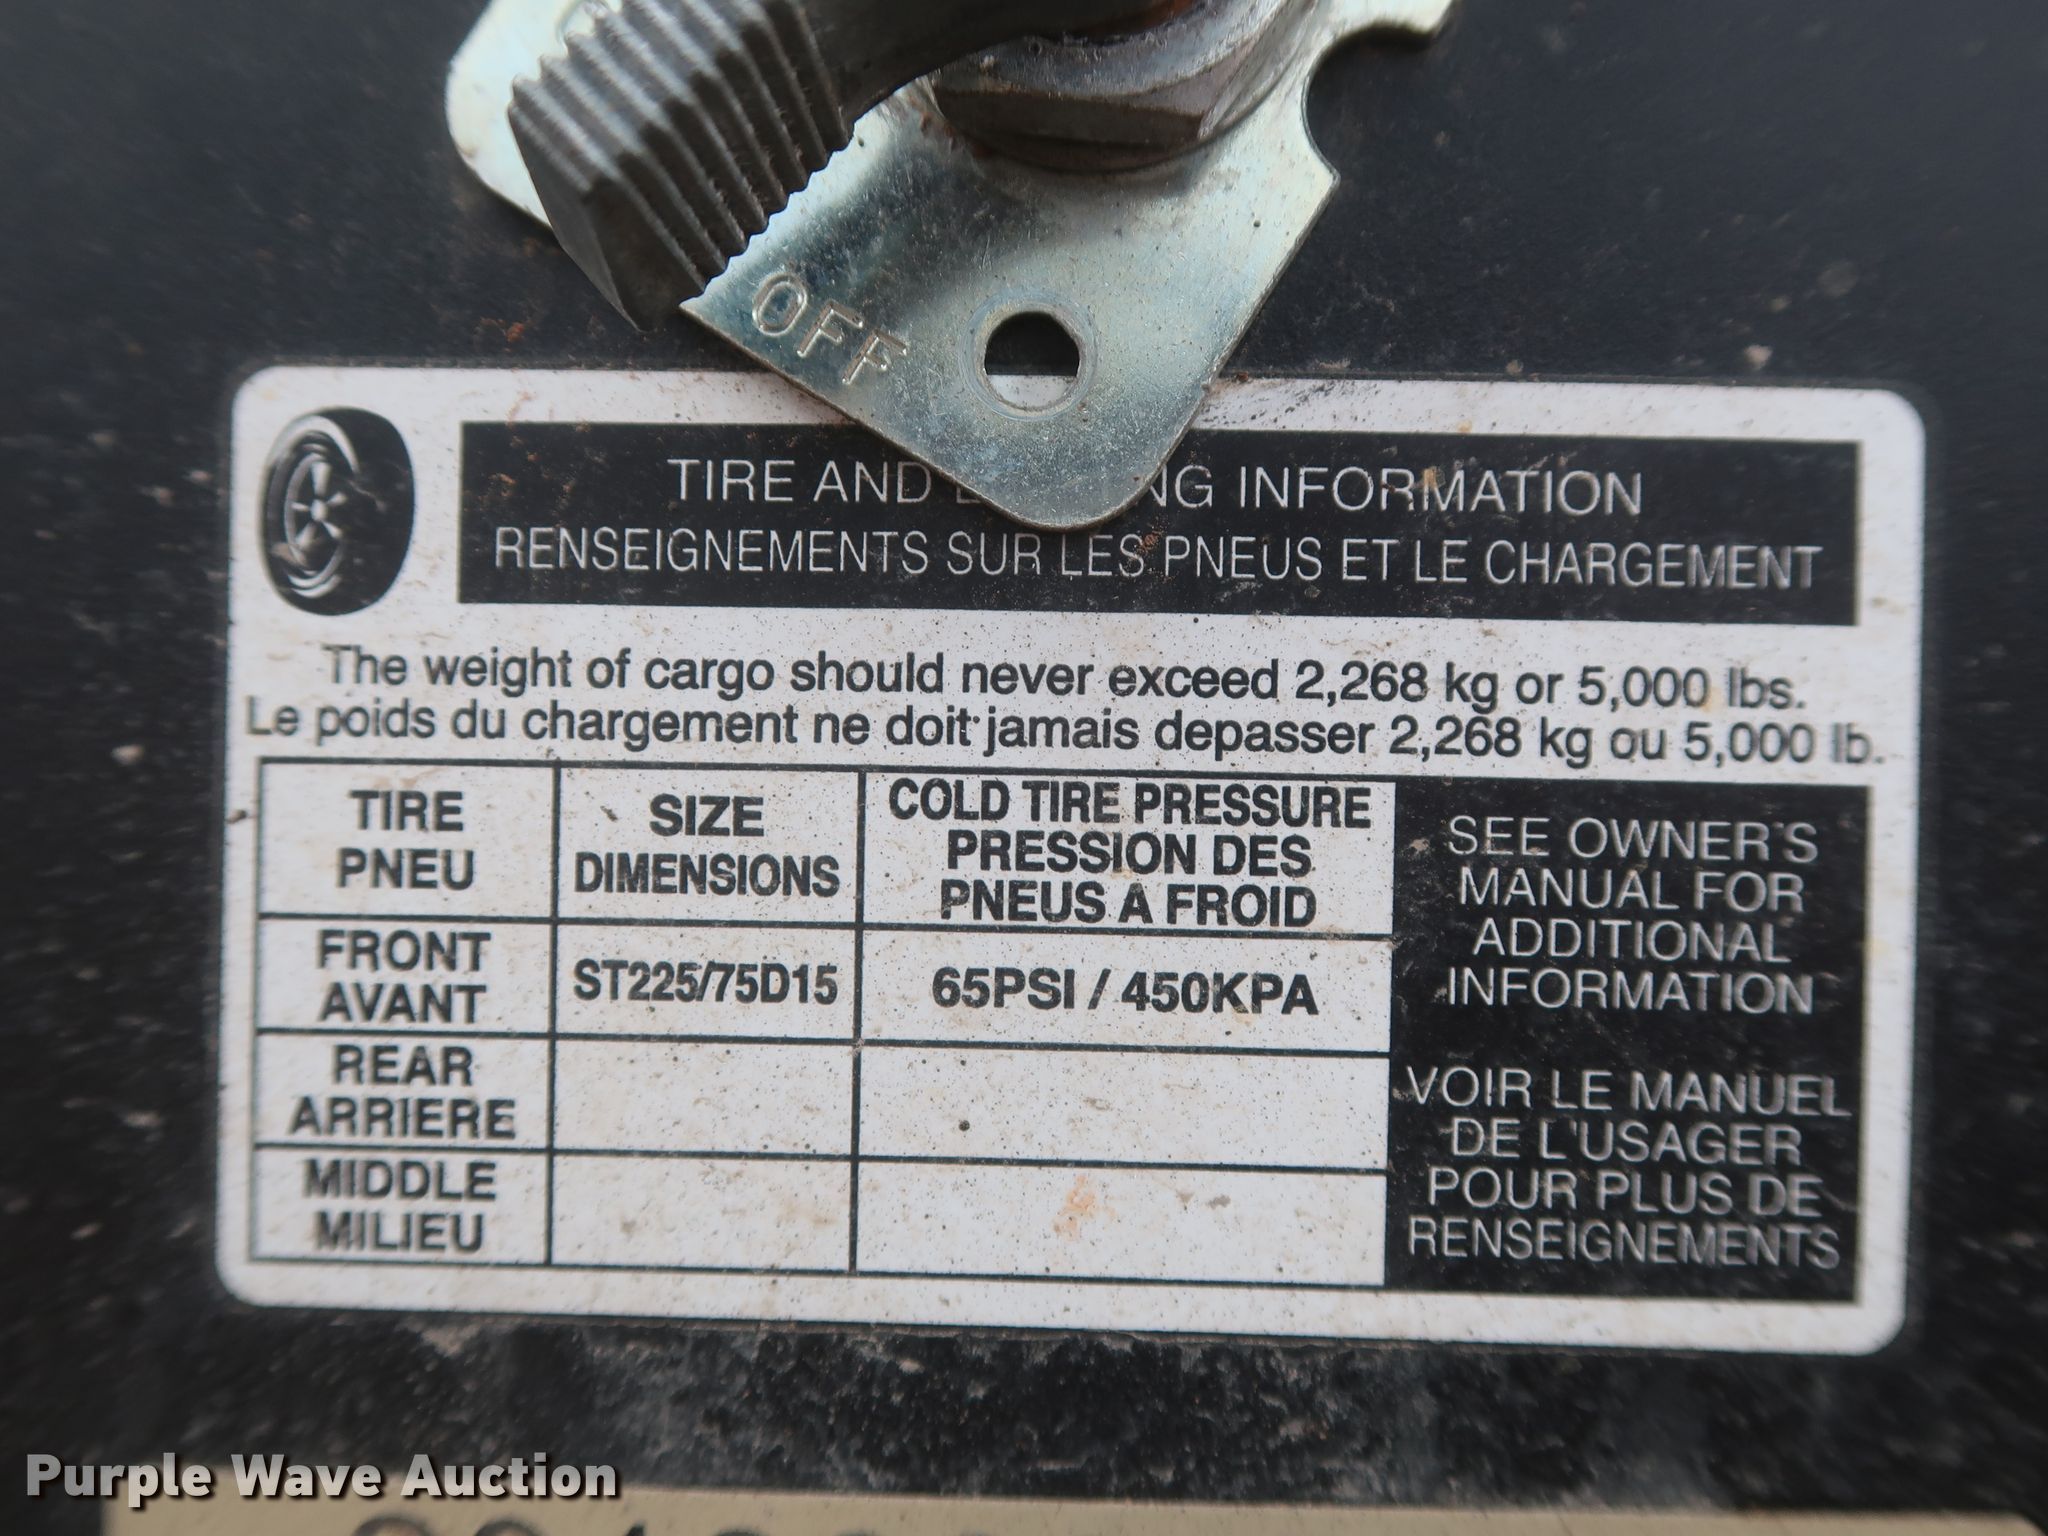 OFF
TIRE AND INFORMATION
RENSEIGNEMENTS SUR LES PNEUS ET LE CHARGEMENT
The weight of cargo should never exceed 2,268 kg or 5,000 lbs.
Le poids du chargement ne doit jamais depasser 2,268 kg ou 5,000 lb.
TIRE
PNEU
SIZE
DIMENSIONS
COLD TIRE PRESSURE
PRESSION DES
PNEUS A FROID
FRONT
AVANT
ST225/75D15
65PSI / 450KPA
REAR
ARRIERE
MIDDLE
MILIEU
SEE OWNER'S
MANUAL FOR
ADDITIONAL
INFORMATION
VOIR LE MANUEL
DE L'USAGER
POUR PLUS DE
RENSEIGNEMENTS
Purple Wave Auction